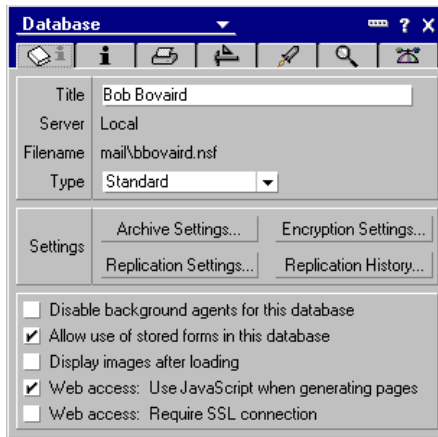 Database ? X
i i
Title Bob Bovaird
Server Local
Filename mail\bbovaird.nsf
Type Standard
Settings
Archive Settings... Encryption Settings...
Replication Settings... Replication History...
Disable background agents for this database
Allow use of stored forms in this database
Display images after loading
Web access: Use JavaScript when generating pages
Web access: Require SSL connection